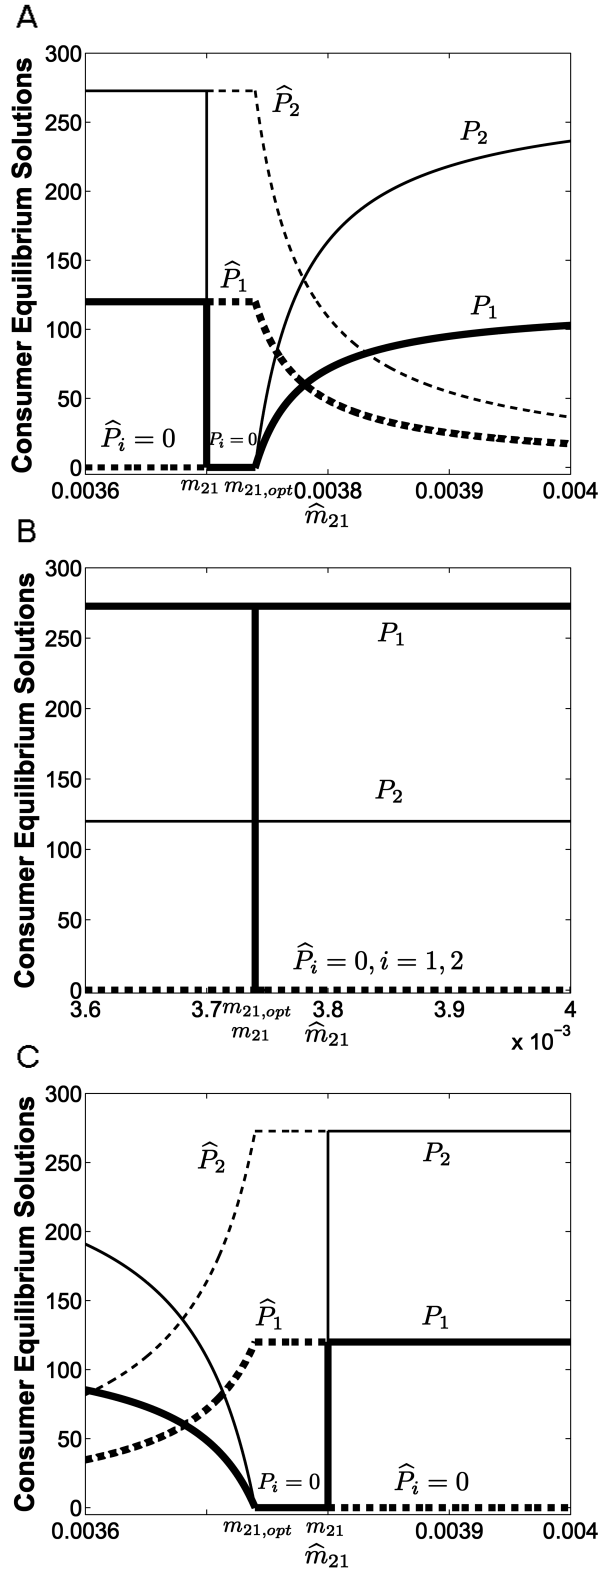 A
Consumer Equilibrium Solutions
300
250
200
150
100
50
0
P̂₂
P₂
P̂₁
P₁
P̂ᵢ = 0
Pᵢ = 0
0.0036 m₂₁ m₂₁,ₒₚₜ 0.0038 0.0039 0.004
m̂₂₁
B
Consumer Equilibrium Solutions
300
250
200
150
100
50
0
P₁
P₂
P̂ᵢ = 0, i = 1, 2
3.6 3.7 m₂₁,ₒₚₜ 3.8 3.9 4
m₂₁ m̂₂₁ x 10⁻³
C
Consumer Equilibrium Solutions
300
250
200
150
100
50
0
P̂₂
P₂
P̂₁
P₁
Pᵢ = 0
P̂ᵢ = 0
0.0036 m₂₁,ₒₚₜ m₂₁ 0.0039 0.004
m̂₂₁